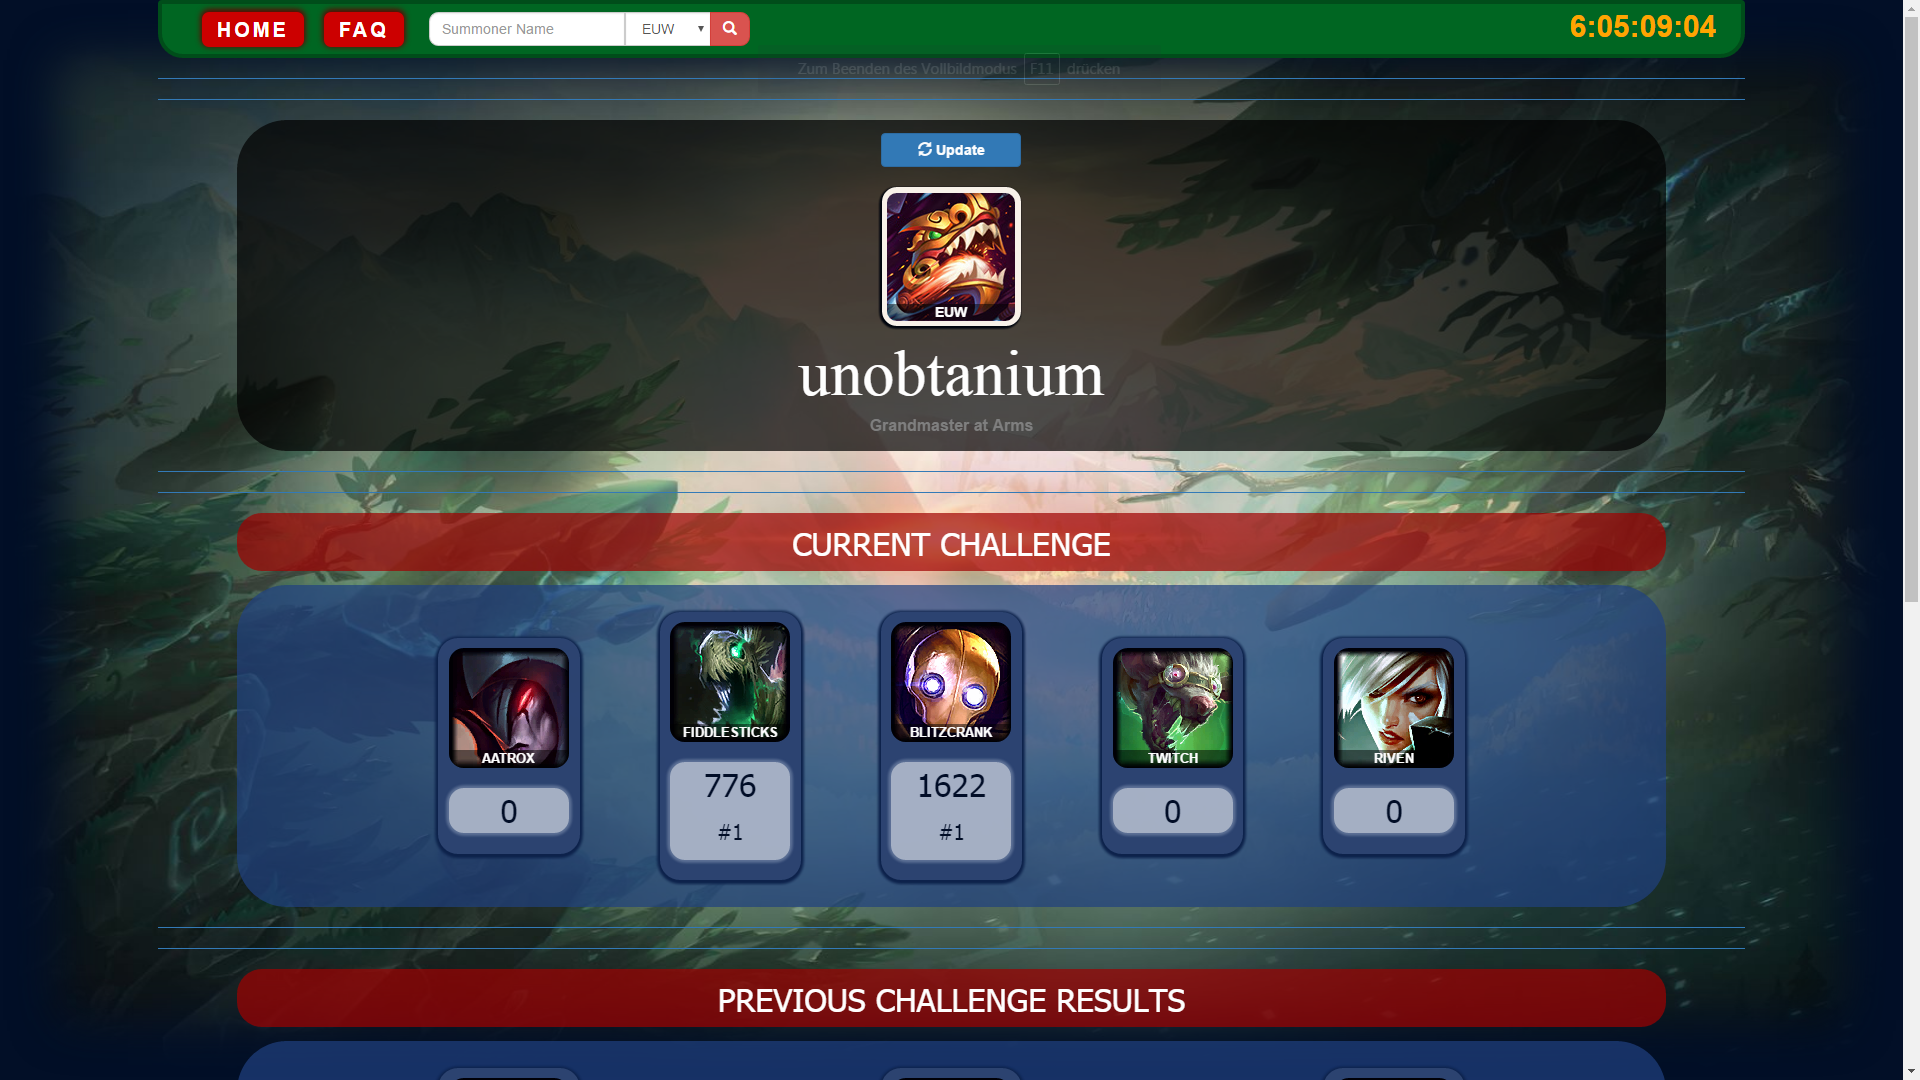 HOME
FAQ
Summoner Name
EUW
6:05:09:04
Zum Beenden des Vollbildmodus F11 drücken
Update
EUW
unobtanium
Grandmaster at Arms
CURRENT CHALLENGE
AATROX
FIDDLESTICKS
BLITZCRANK
TWITCH
RIVEN
0
776
#1
1622
#1
0
0
PREVIOUS CHALLENGE RESULTS